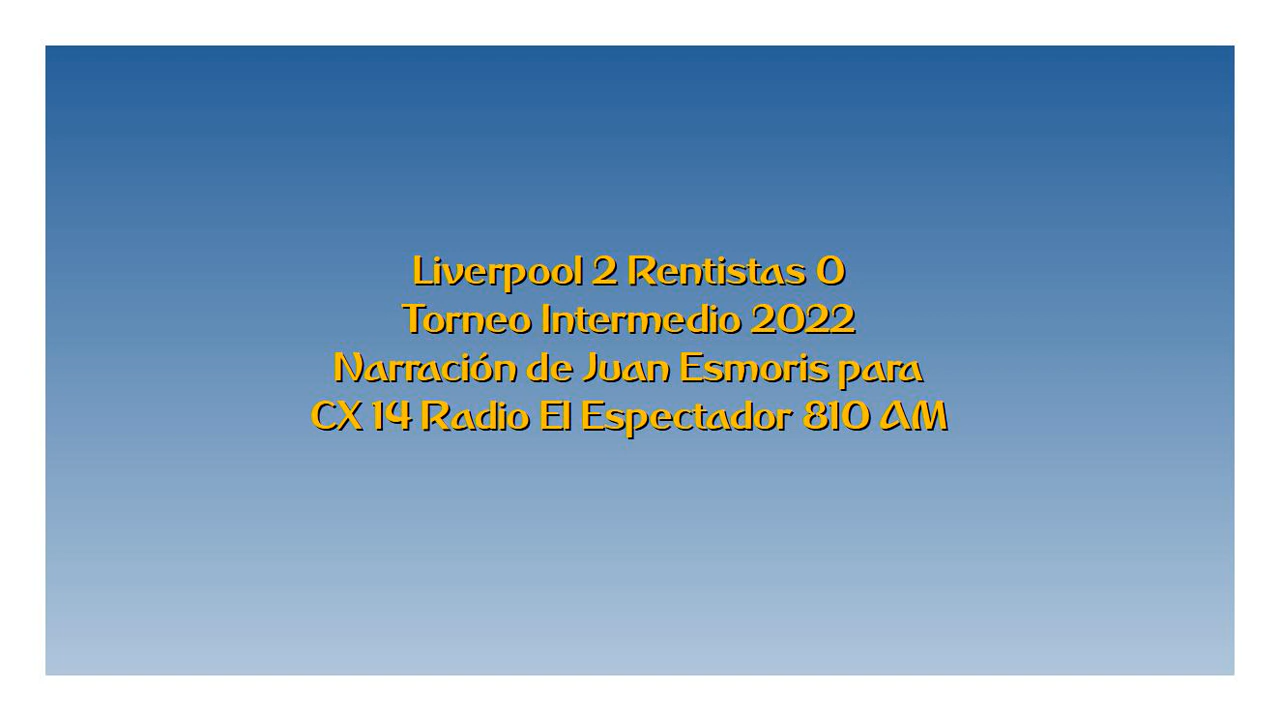 Liverpool 2 Rentistas 0
Torneo Intermedio 2022
Narración de Juan Esmoris para
CX 14 Radio El Espectador 810 AM